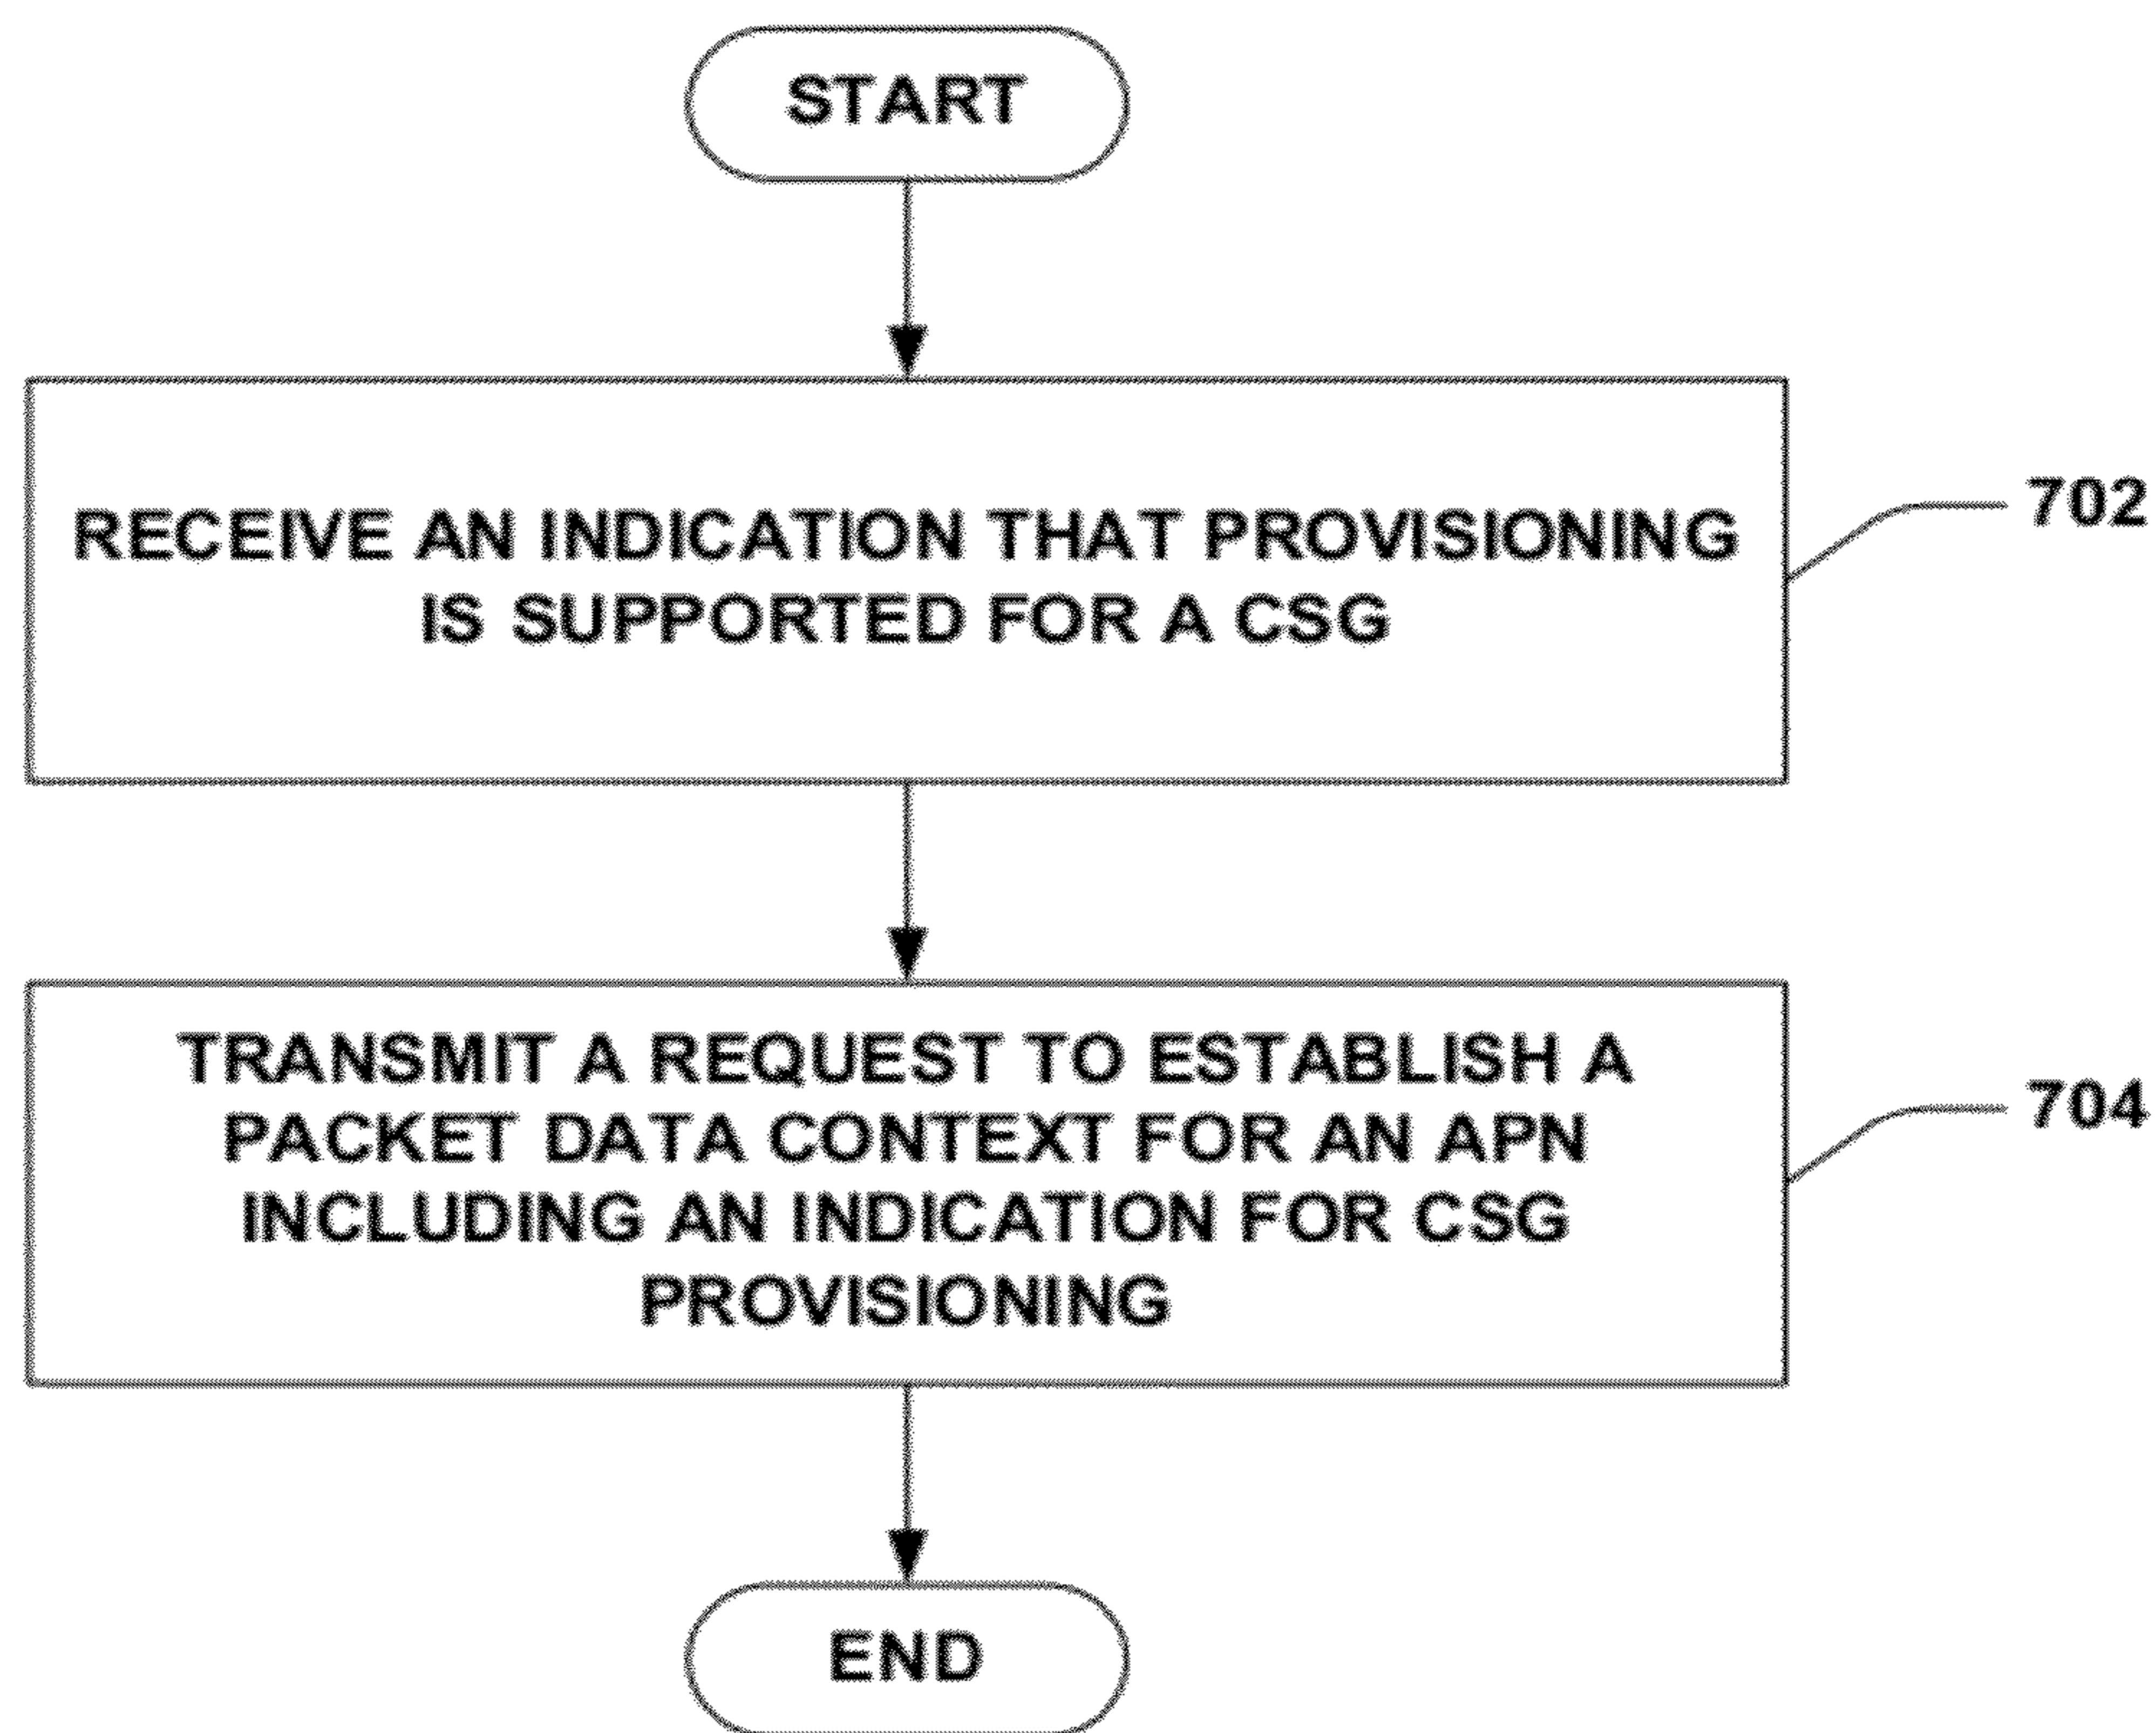 START
RECEIVE AN INDICATION THAT PROVISIONING
IS SUPPORTED FOR A CSG
702
TRANSMIT A REQUEST TO ESTABLISH A
PACKET DATA CONTEXT FOR AN APN
INCLUDING AN INDICATION FOR CSG
PROVISIONING
704
END